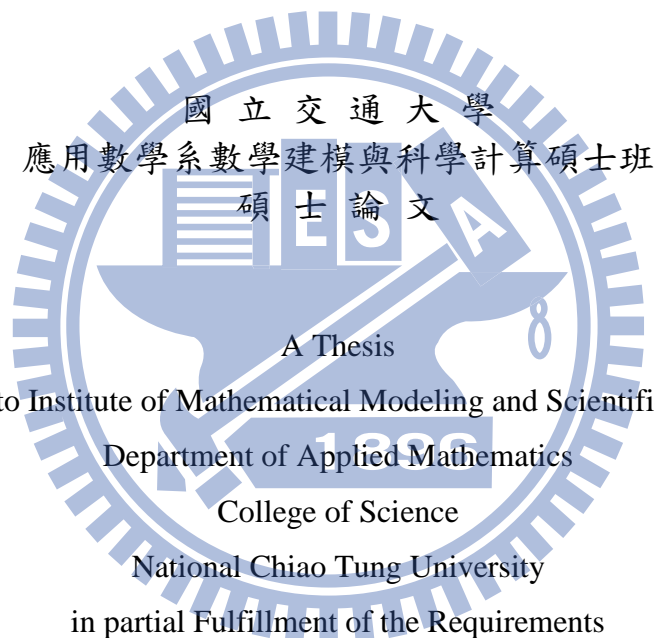 國 立 交 通 大 學
應用數學系數學建模與科學計算碩士班
碩 士 論 文
E S A
A Thesis
to Institute of Mathematical Modeling and Scientifi
1896
Department of Applied Mathematics
College of Science
National Chiao Tung University
in partial Fulfillment of the Requirements